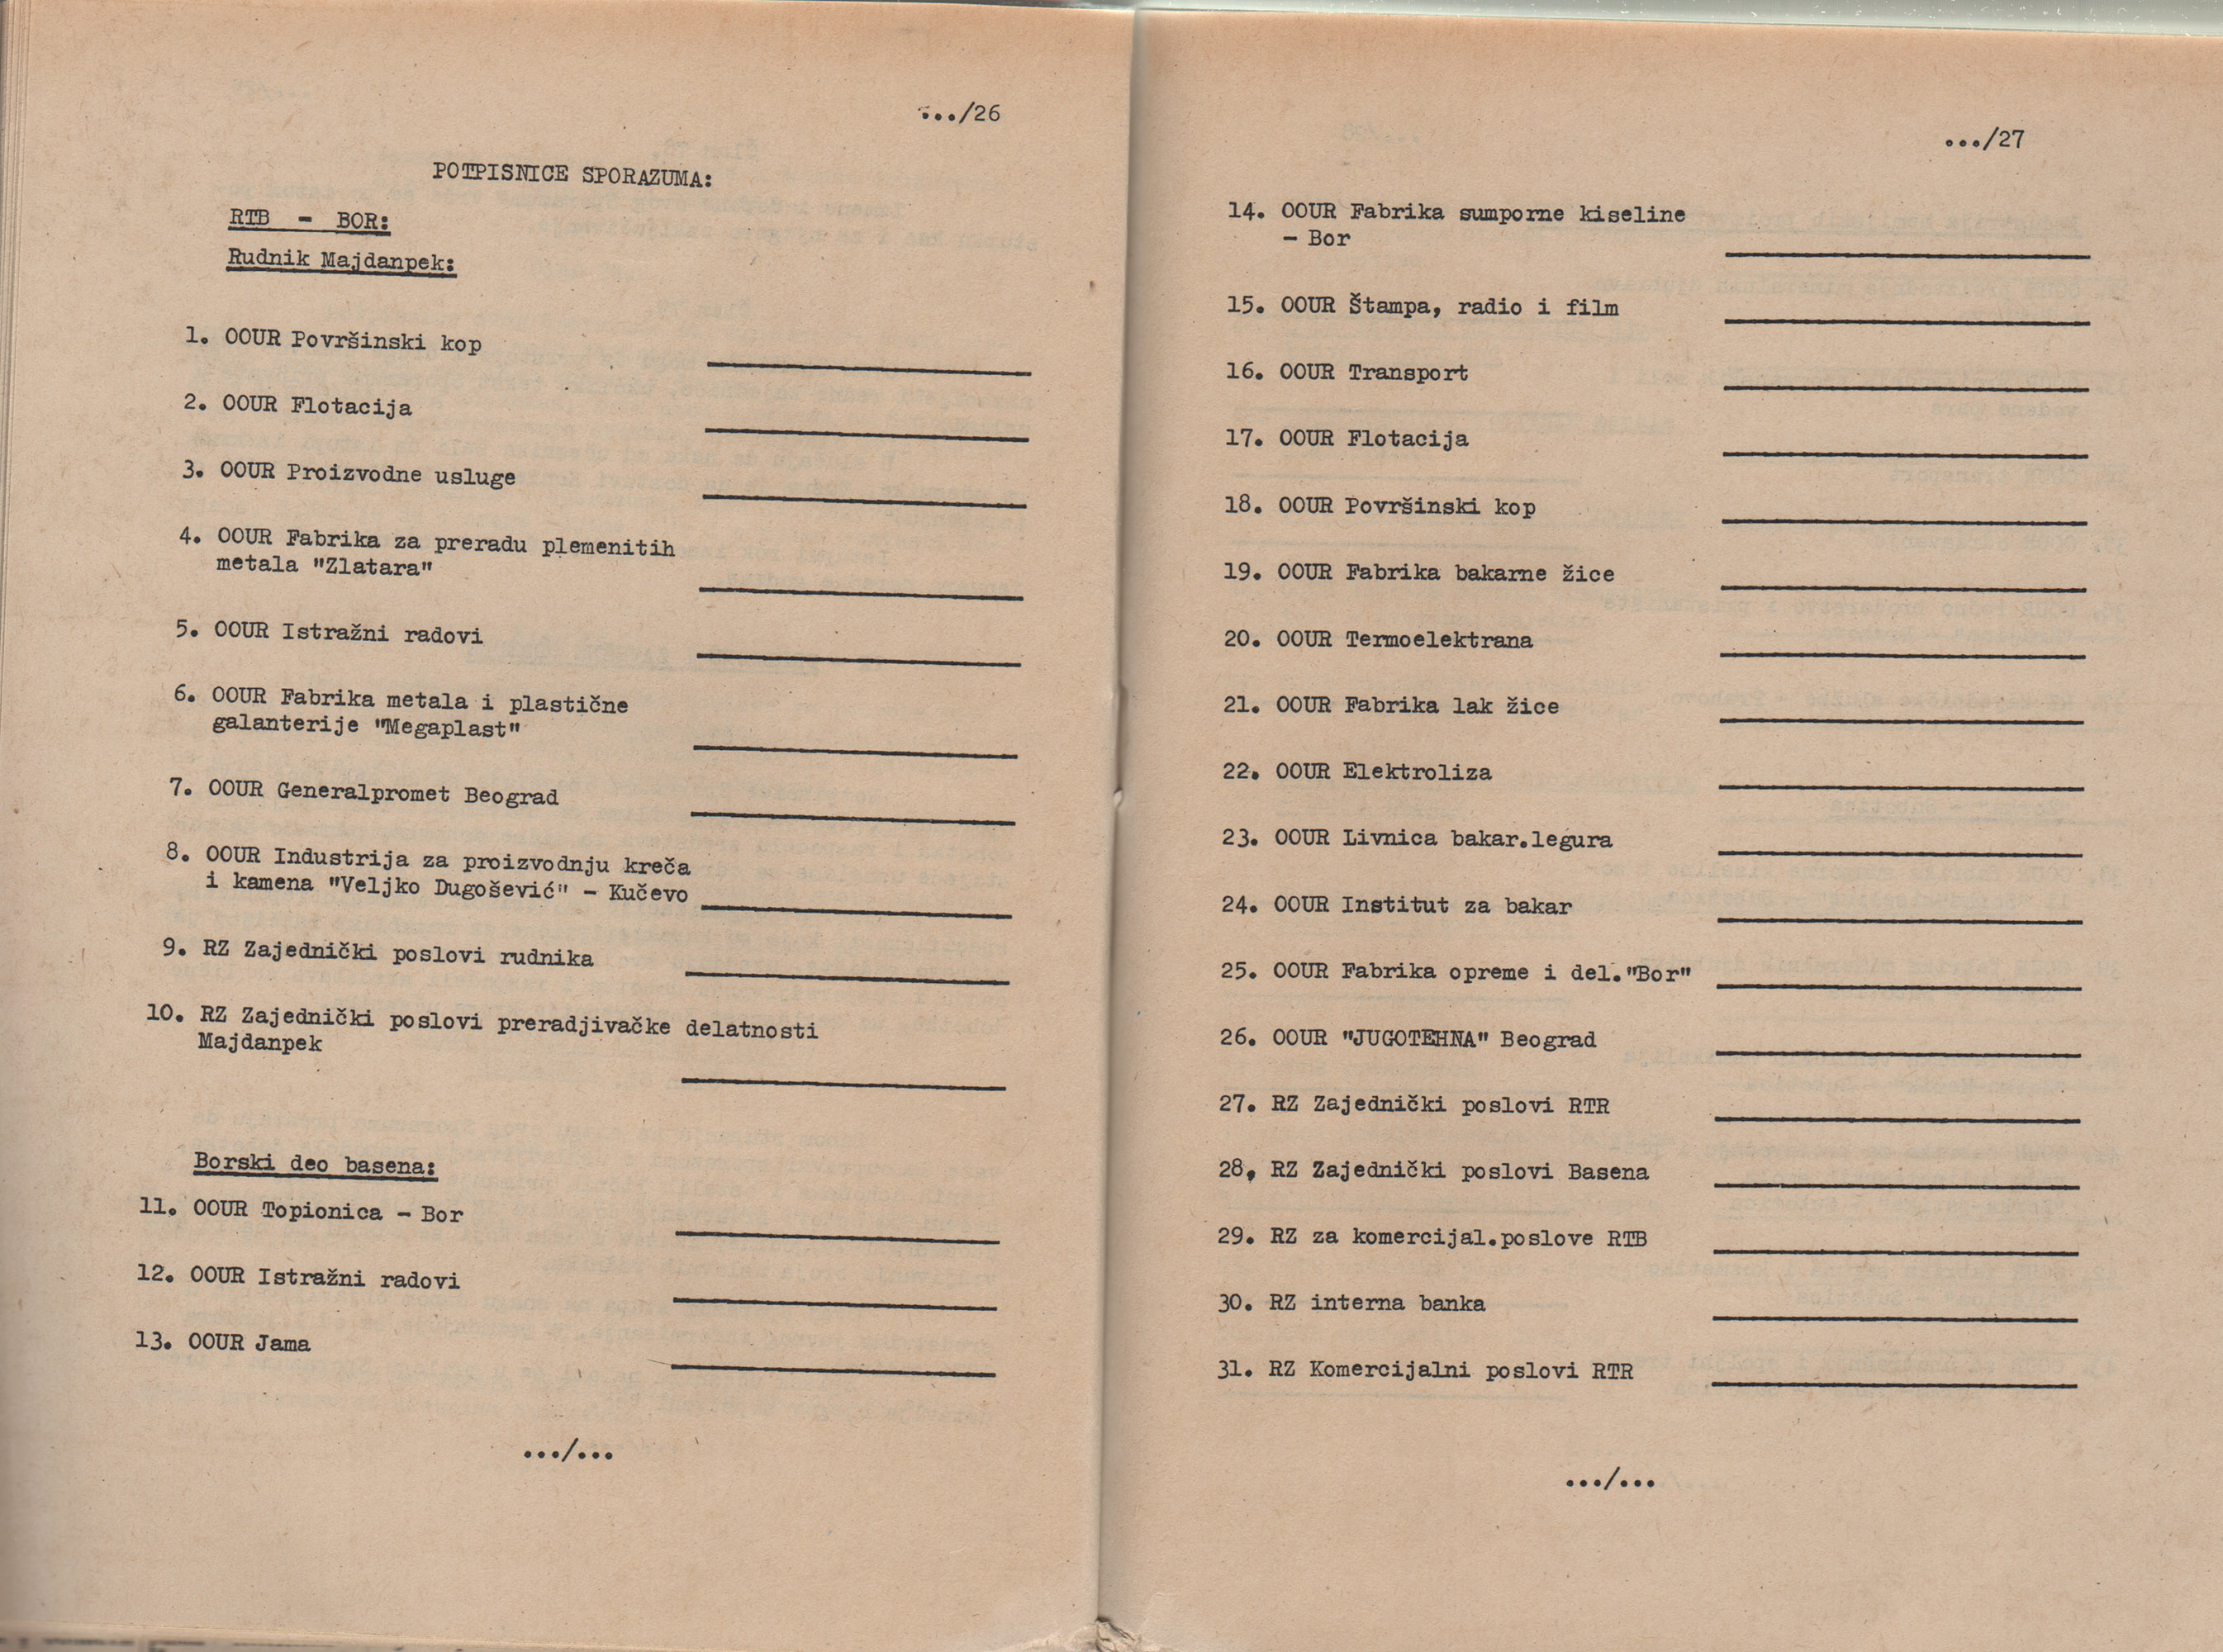 .../26
POTPISNICE SPORAZUMA:
RTB - BOR:
Rudnik Majdanpek:
1. OOUR Površinski kop
2. OOUR Flotacija
3. OOUR Proizvodne usluge
4. OOUR Fabrika za preradu plemenitih
metala "Zlatara"
5. OOUR Istražni radovi
6. OOUR Fabrika metala i plastične
galanterije "Megaplast"
7. OOUR Generalpromet Beograd
8. OOUR Industrija za proizvodnju kreča
i kamena "Veljko Dugošević" - Kučevo
9. RZ Zajednički poslovi rudnika
10. RZ Zajednički poslovi preradjivačke delatnosti
Majdanpek
Borski deo basena:
11. OOUR Topionica - Bor
12. OOUR Istražni radovi
13. OOUR Jama
.../...
.../27
14. OOUR Fabrika sumporne kiseline
- Bor
15. OOUR Štampa, radio i film
16. OOUR Transport
17. OOUR Flotacija
18. OOUR Površinski kop
19. OOUR Fabrika bakarne žice
20. OOUR Termoelektrana
21. OOUR Fabrika lak žice
22. OOUR Elektroliza
23. OOUR Livnica bakar.legura
24. OOUR Institut za bakar
25. OOUR Fabrika opreme i del."Bor"
26. OOUR "JUGOTEHNA" Beograd
27. RZ Zajednički poslovi RTR
28, RZ Zajednički poslovi Basena
29. RZ za komercijal.poslove RTB
30. RZ interna banka
31. RZ Komercijalni poslovi RTR
.../...